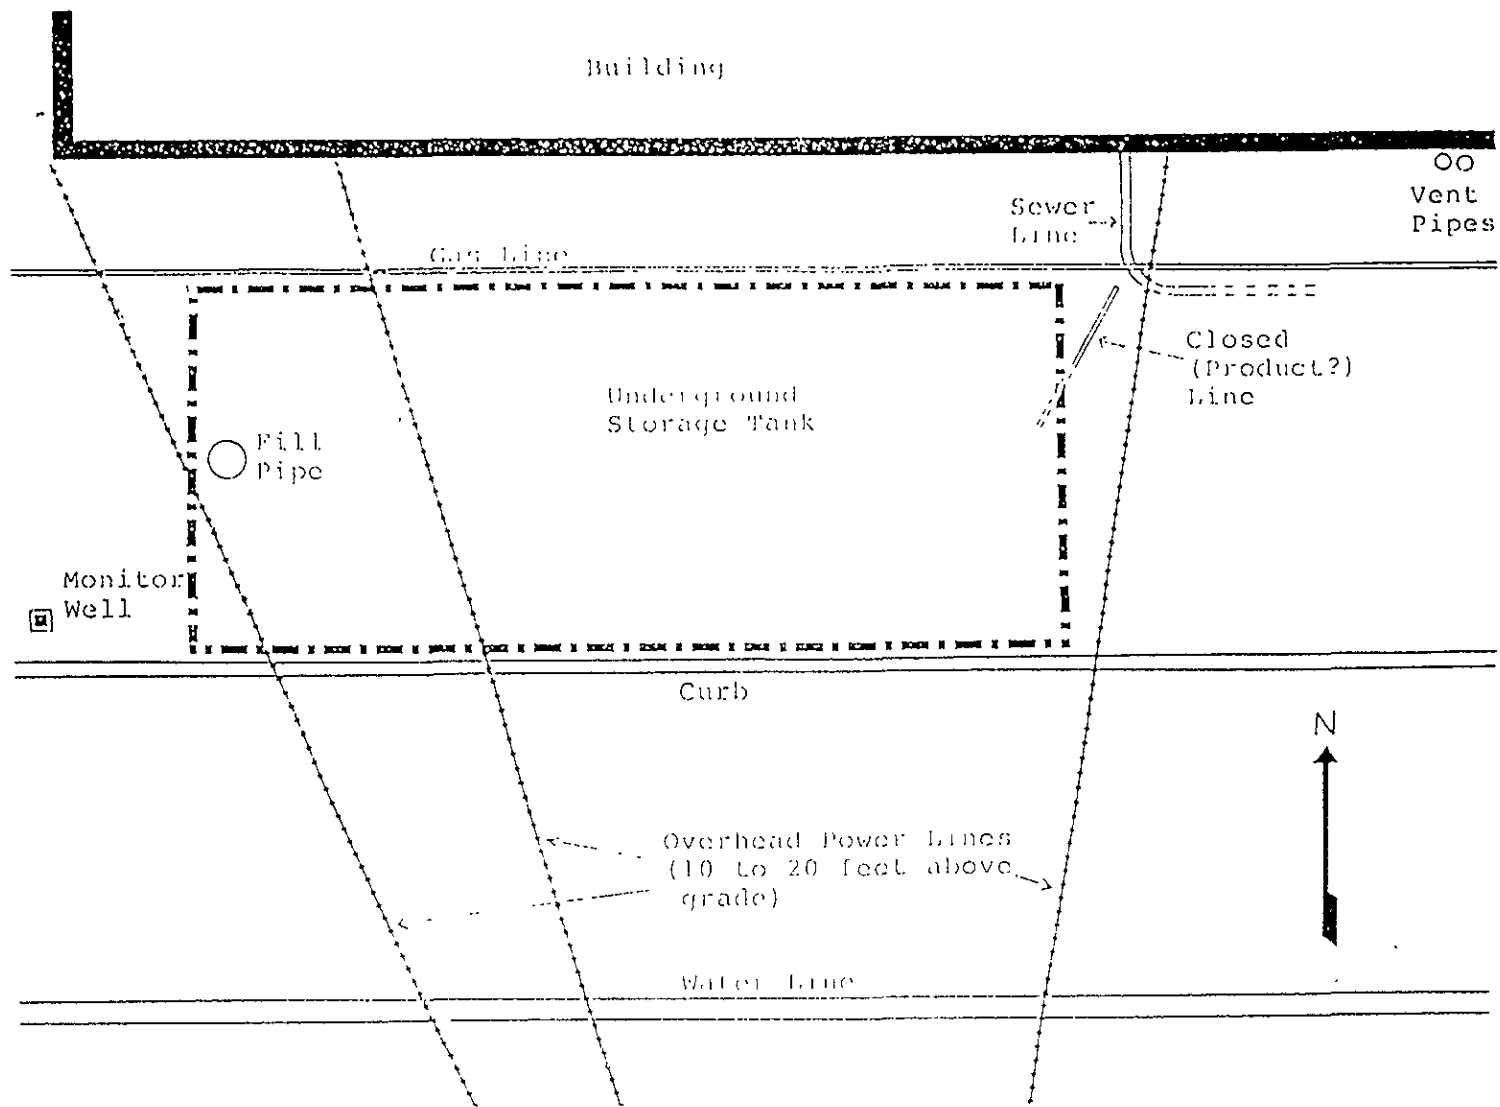 Building
Sewer
Line
Vent
Pipes
Gas Line
Closed
(Product?)
Line
Underground
Storage Tank
Fill
Pipe
Monitor
Well
Curb
N
Overhead Power Lines
(10 to 20 feet above
grade)
Water Line